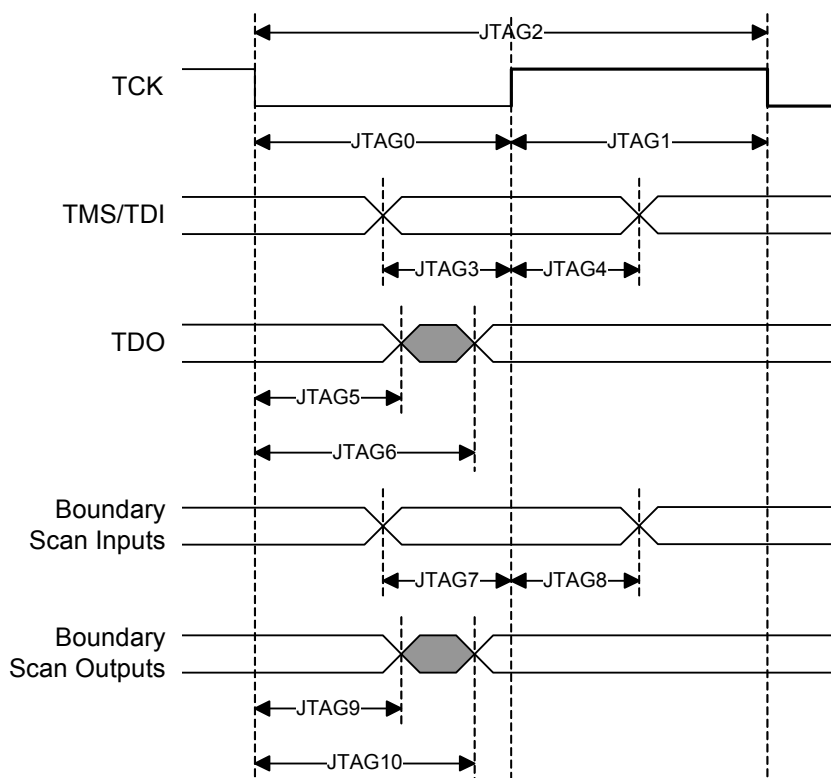 JTAG2
TCK
JTAG0
JTAG1
TMS/TDI
JTAG3
JTAG4
TDO
JTAG5
JTAG6
Boundary
Scan Inputs
JTAG7
JTAG8
Boundary
Scan Outputs
JTAG9
JTAG10